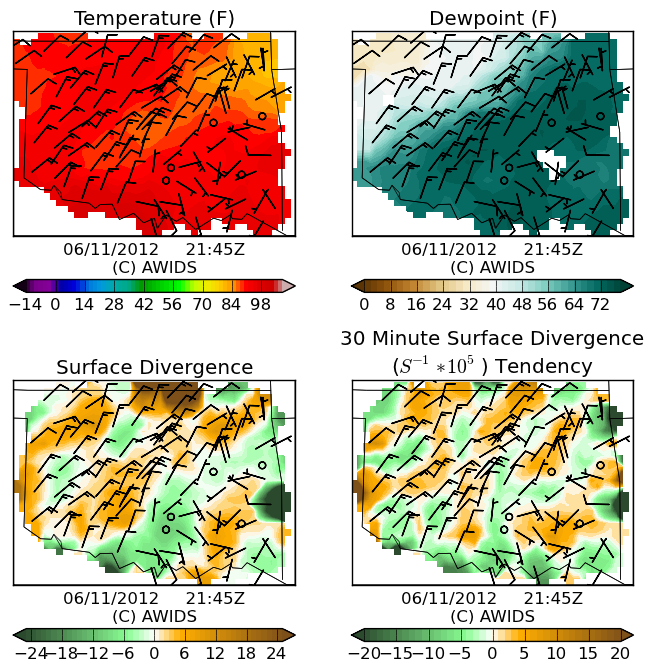 Temperature (F)
Dewpoint (F)
06/11/2012 21:45Z
(C) AWIDS
06/11/2012 21:45Z
(C) AWIDS
−14 0 14 28 42 56 70 84 98
0 8 16 24 32 40 48 56 64 72
Surface Divergence
30 Minute Surface Divergence
(S⁻¹ *10⁵ ) Tendency
06/11/2012 21:45Z
(C) AWIDS
06/11/2012 21:45Z
(C) AWIDS
−24 −18 −12 −6 0 6 12 18 24
−20 −15 −10 −5 0 5 10 15 20